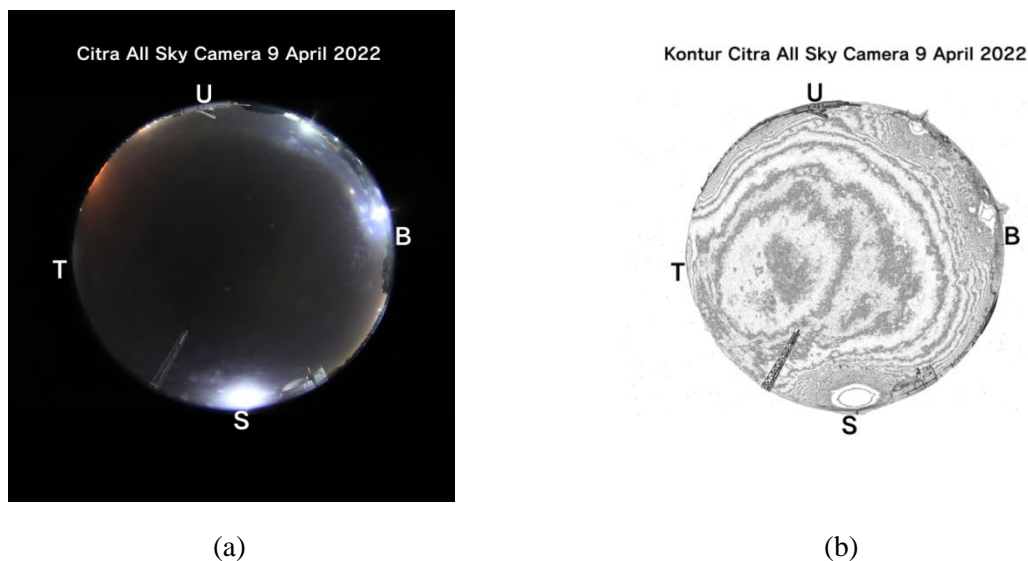 Citra All Sky Camera 9 April 2022
U
B
T
S
(a)
Kontur Citra All Sky Camera 9 April 2022
U
B
T
S
(b)